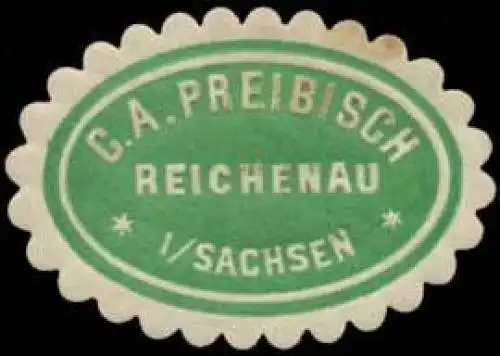 C.A. PREIBISCH
REICHENAU
* I/SACHSEN *